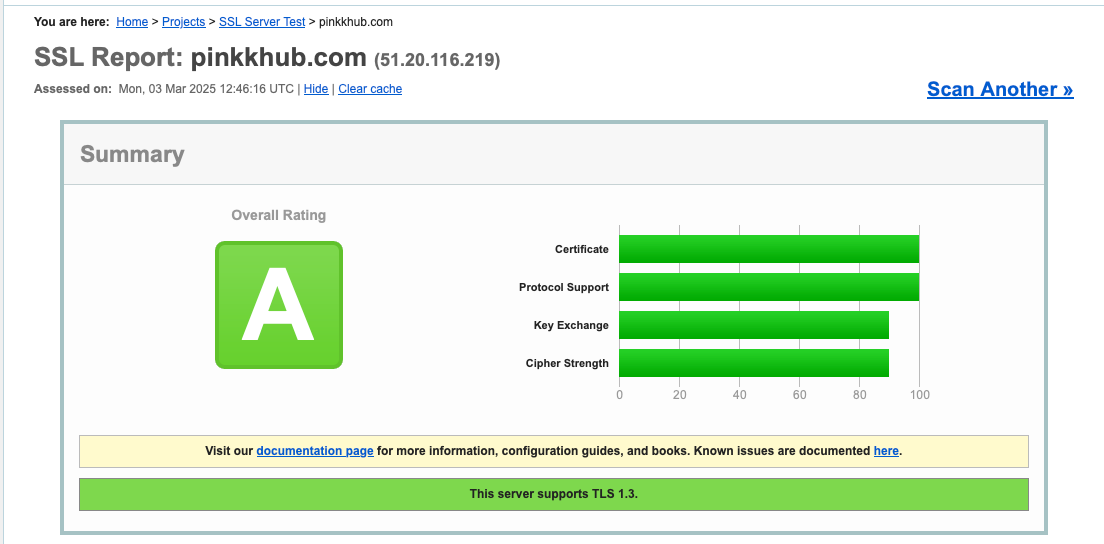 You are here: Home > Projects > SSL Server Test > pinkkhub.com
SSL Report: pinkkhub.com (51.20.116.219)
Assessed on: Mon, 03 Mar 2025 12:46:16 UTC | Hide | Clear cache
Scan Another »
Summary
Overall Rating
A
Certificate
Protocol Support
Key Exchange
Cipher Strength
0 20 40 60 80 100
Visit our documentation page for more information, configuration guides, and books. Known issues are documented here.
This server supports TLS 1.3.